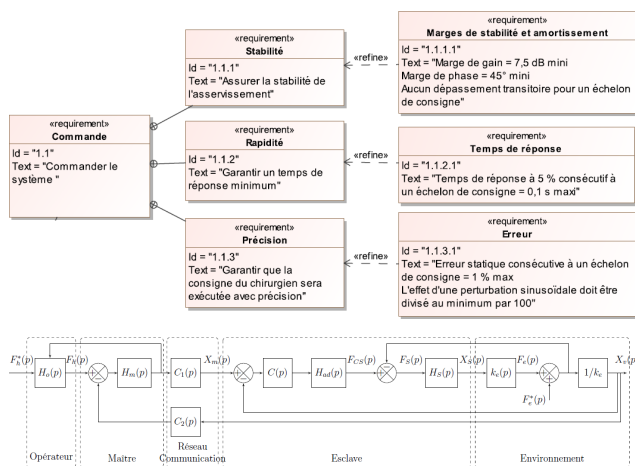 «requirement»
Stabilité
Id = "1.1.1"
Text = "Assurer la stabilité de
l'asservissement"
«refine»
«requirement»
Marges de stabilité et amortissement
Id = "1.1.1.1"
Text = "Marge de gain = 7,5 dB mini
Marge de phase = 45° mini
Aucun dépassement transitoire pour un échelon
de consigne"
«requirement»
Commande
Id = "1.1"
Text = "Commander le
système "
«requirement»
Rapidité
Id = "1.1.2"
Text = "Garantir un temps de
réponse minimum"
«refine»
«requirement»
Temps de réponse
Id = "1.1.2.1"
Text = "Temps de réponse à 5 % consécutif à
un échelon de consigne = 0,1 s maxi"
«requirement»
Précision
Id = "1.1.3"
Text = "Garantir que la
consigne du chirurgien sera
exécutée avec précision"
«refine»
«requirement»
Erreur
Id = "1.1.3.1"
Text = "Erreur statique consécutive à un échelon
de consigne = 1 % max
L'effet d'une perturbation sinusoïdale doit être
divisé au minimum par 100"
F*h(p) Fh(p) Xm(p) FCS(p) FS(p) XS(p) Fe(p) Xe(p)
Ho(p) Hm(p) C1(p) C(p) Had(p) HS(p) ke(p) 1/ke
F*e(p)
C2(p)
Opérateur Maître Réseau Communication Esclave Environnement